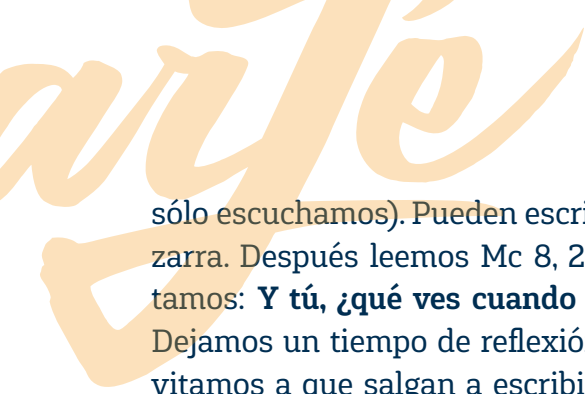 arte
sólo escuchamos). Pueden escri
zarra. Después leemos Mc 8, 2
tamos: Y tú, ¿qué ves cuando
Dejamos un tiempo de reflexió
vitamos a que salgan a escribi